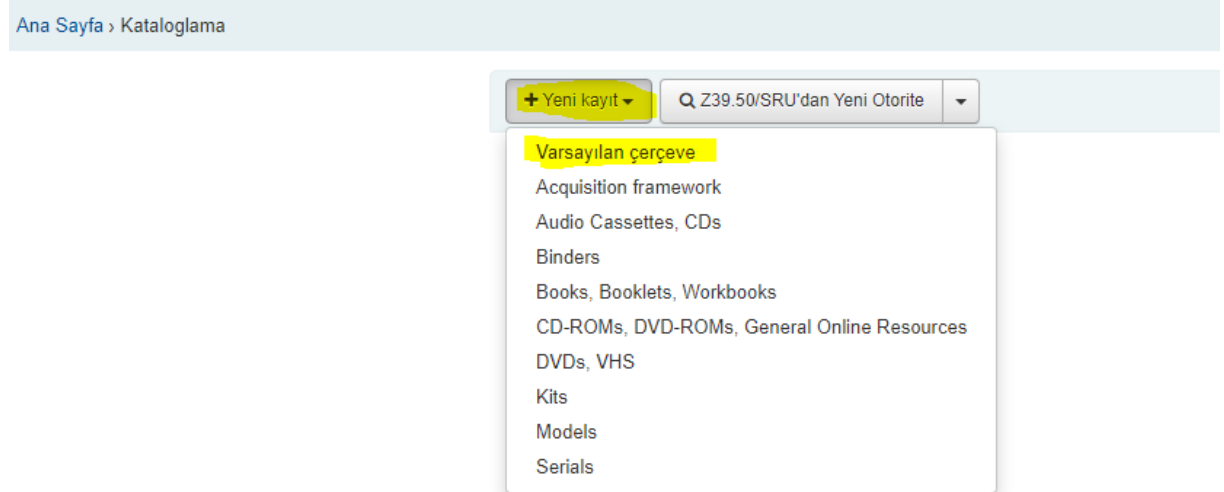 Ana Sayfa › Kataloglama
+ Yeni kayıt
Z39.50/SRU'dan Yeni Otorite
Varsayılan çerçeve
Acquisition framework
Audio Cassettes, CDs
Binders
Books, Booklets, Workbooks
CD-ROMs, DVD-ROMs, General Online Resources
DVDs, VHS
Kits
Models
Serials